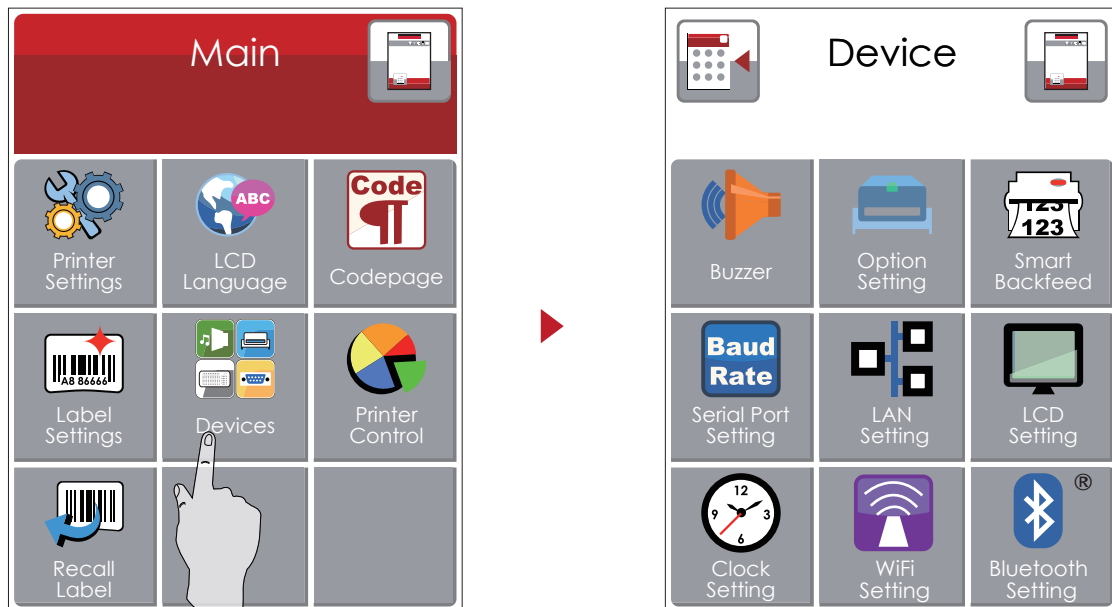 Main
ABC
Code
Printer
Settings
LCD
Language
Codepage
A8 86666
Label
Settings
Devices
Printer
Control
Recall
Label
Device
Buzzer
Option
Setting
123
123
Smart
Backfeed
Baud
Rate
Serial Port
Setting
LAN
Setting
LCD
Setting
12
9
3
6
Clock
Setting
WiFi
Setting
®
Bluetooth
Setting